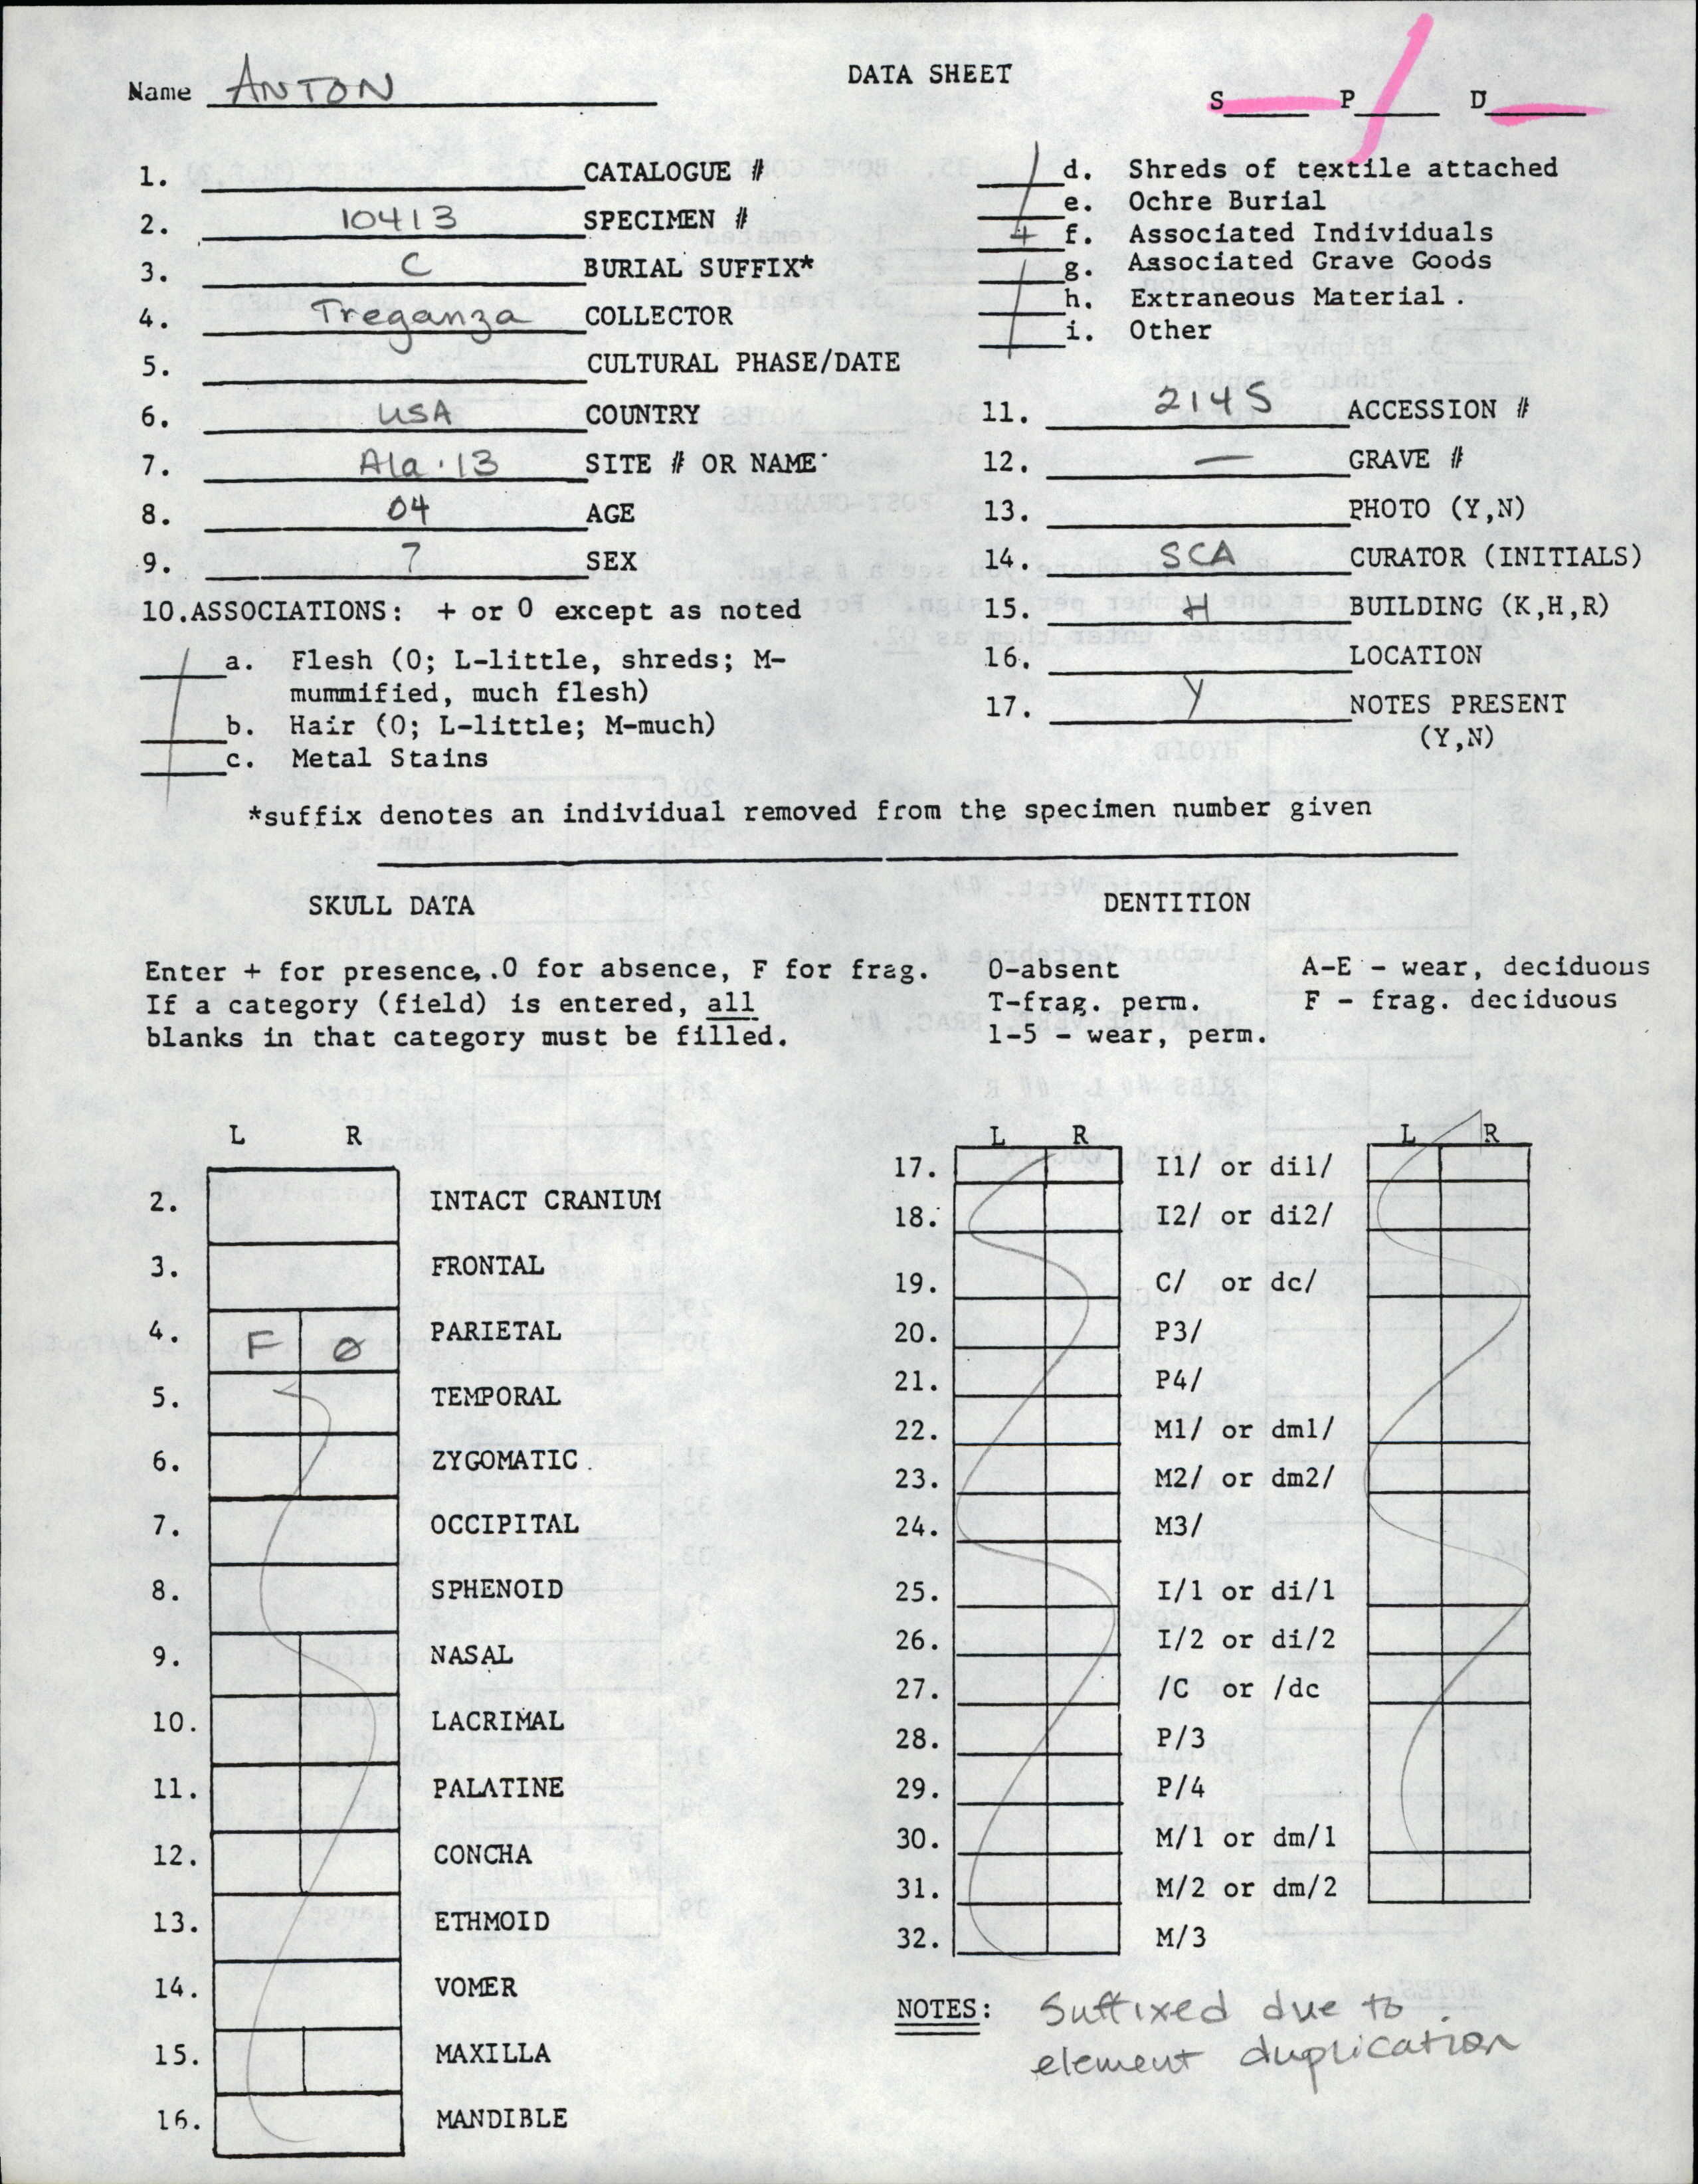 Name ANTON
DATA SHEET
S P D
1. CATALOGUE #
2. 10413 SPECIMEN #
3. C BURIAL SUFFIX*
4. Treganza COLLECTOR
5. CULTURAL PHASE/DATE
6. USA COUNTRY
7. Ala·13 SITE # OR NAME
8. 04 AGE
9. ? SEX
10.ASSOCIATIONS: + or 0 except as noted
a. Flesh (0; L-little, shreds; M-
mummified, much flesh)
b. Hair (0; L-little; M-much)
c. Metal Stains
d. Shreds of textile attached
e. Ochre Burial
+ f. Associated Individuals
g. Associated Grave Goods
h. Extraneous Material.
i. Other
11. 2145 ACCESSION #
12. — GRAVE #
13. PHOTO (Y,N)
14. SCA CURATOR (INITIALS)
15. H BUILDING (K,H,R)
16. LOCATION
17. Y NOTES PRESENT
(Y,N)
*suffix denotes an individual removed from the specimen number given
SKULL DATA
Enter + for presence,.0 for absence, F for frag.
If a category (field) is entered, all
blanks in that category must be filled.
L R
2. INTACT CRANIUM
3. FRONTAL
4. F Ø PARIETAL
5. TEMPORAL
6. ZYGOMATIC
7. OCCIPITAL
8. SPHENOID
9. NASAL
10. LACRIMAL
11. PALATINE
12. CONCHA
13. ETHMOID
14. VOMER
15. MAXILLA
16. MANDIBLE
DENTITION
0-absent A-E - wear, deciduous
T-frag. perm. F - frag. deciduous
1-5 - wear, perm.
L R L R
17. I1/ or di1/
18. I2/ or di2/
19. C/ or dc/
20. P3/
21. P4/
22. M1/ or dm1/
23. M2/ or dm2/
24. M3/
25. I/1 or di/1
26. I/2 or di/2
27. /C or /dc
28. P/3
29. P/4
30. M/1 or dm/1
31. M/2 or dm/2
32. M/3
NOTES: Suffixed due to
element duplication